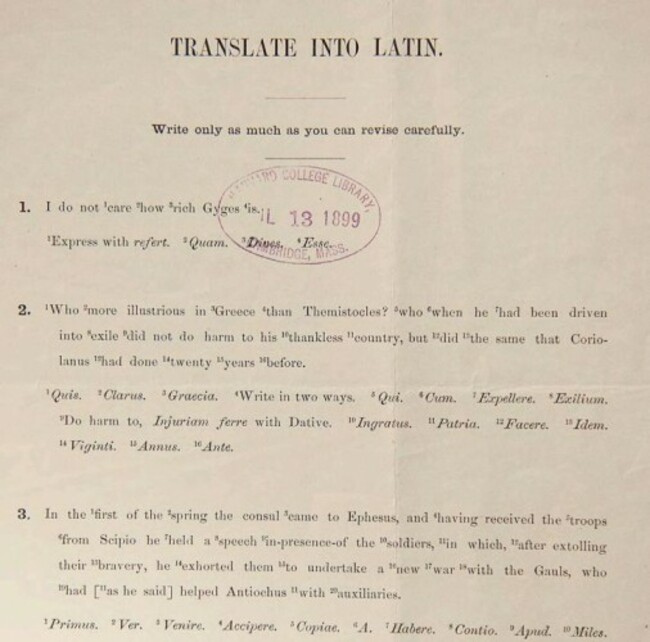 TRANSLATE INTO LATIN.
Write only as much as you can revise carefully.
HARVARD COLLEGE LIBRARY,
JUL 13 1899
CAMBRIDGE, MASS.
1. I do not ¹care ²how ³rich Gyges ⁴is.
¹Express with refert. ²Quam. ³Dives. ⁴Esse.
2. ¹Who ²more illustrious in ³Greece ⁴than Themistocles? ⁵who ⁶when he ⁷had been driven
into ⁸exile ⁹did not do harm to his ¹⁰thankless ¹¹country, but ¹²did ¹³the same that Corio-
lanus ¹²had done ¹⁴twenty ¹⁵years ¹⁶before.
¹Quis. ²Clarus. ³Graecia. ⁴Write in two ways. ⁵Qui. ⁶Cum. ⁷Expellere. ⁸Exilium.
⁹Do harm to, Injuriam ferre with Dative. ¹⁰Ingratus. ¹¹Patria. ¹²Facere. ¹³Idem.
¹⁴Viginti. ¹⁵Annus. ¹⁶Ante.
3. In the ¹first of the ²spring the consul ³came to Ephesus, and ⁴having received the ⁵troops
⁶from Scipio he ⁷held a ⁸speech ⁹in-presence-of the ¹⁰soldiers, ¹¹in which, ¹²after extolling
their ¹³bravery, he ¹⁴exhorted them ¹⁵to undertake a ¹⁶new ¹⁷war ¹⁸with the Gauls, who
¹⁹had [¹¹as he said] helped Antiochus ¹¹with ²⁰auxiliaries.
¹Primus. ²Ver. ³Venire. ⁴Accipere. ⁵Copiae. ⁶A. ⁷Habere. ⁸Contio. ⁹Apud. ¹⁰Miles.